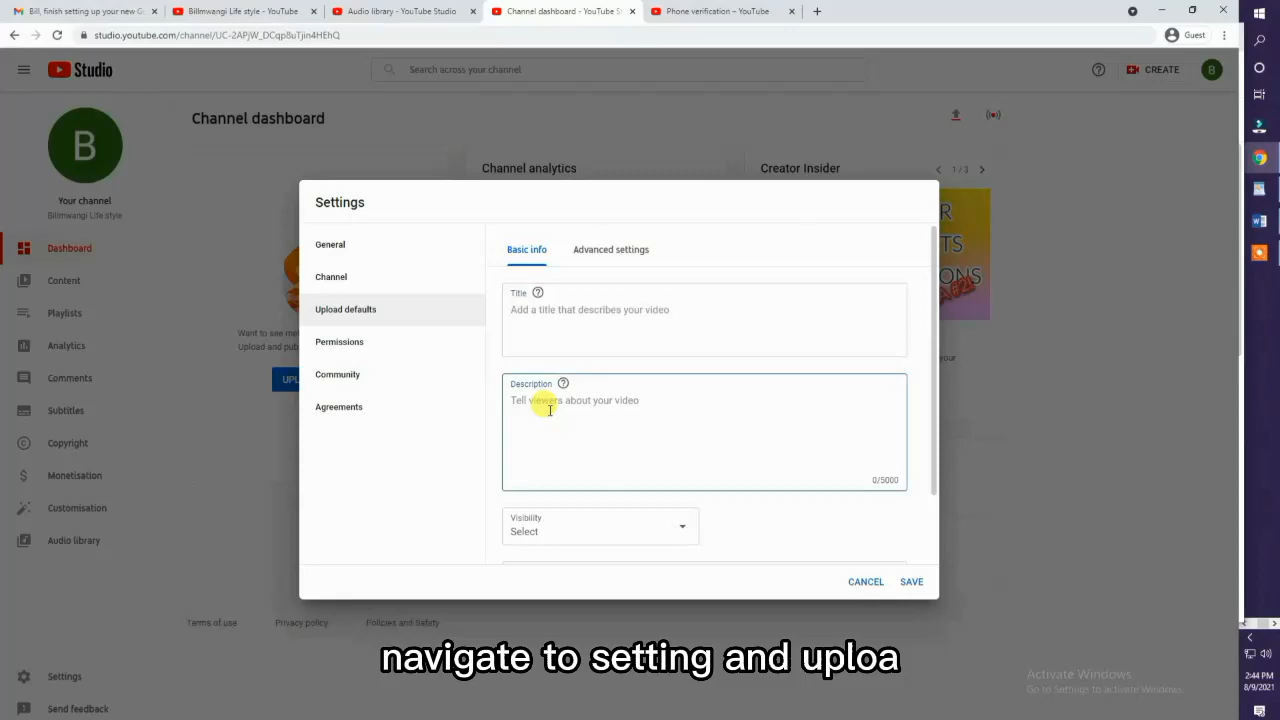 Bill, finish setting up your new G
Billmwangi Life style - YouTube
Audio library - YouTube Studio
Channel dashboard - YouTube S
Phone verification - YouTube
studio.youtube.com/channel/UC-2APjW_DCqp8uTjin4HEhQ
Guest
Studio
Search across your channel
CREATE
B
B
Your channel
Billmwangi Life style
Dashboard
Content
Playlists
Analytics
Comments
Subtitles
Copyright
Monetisation
Customisation
Audio library
Settings
Send feedback
Channel dashboard
Channel analytics
Creator Insider
1 / 3
Want to see met
Upload and pub
UPL
your
Settings
General
Channel
Upload defaults
Permissions
Community
Agreements
Basic info
Advanced settings
Title
Add a title that describes your video
Description
Tell viewers about your video
0/5000
Visibility
Select
CANCEL
SAVE
Terms of use
Privacy policy
Policies and Safety
navigate to setting and uploa
Activate Windows
Go to Settings to activate Windows.
2:44 PM
8/9/2021